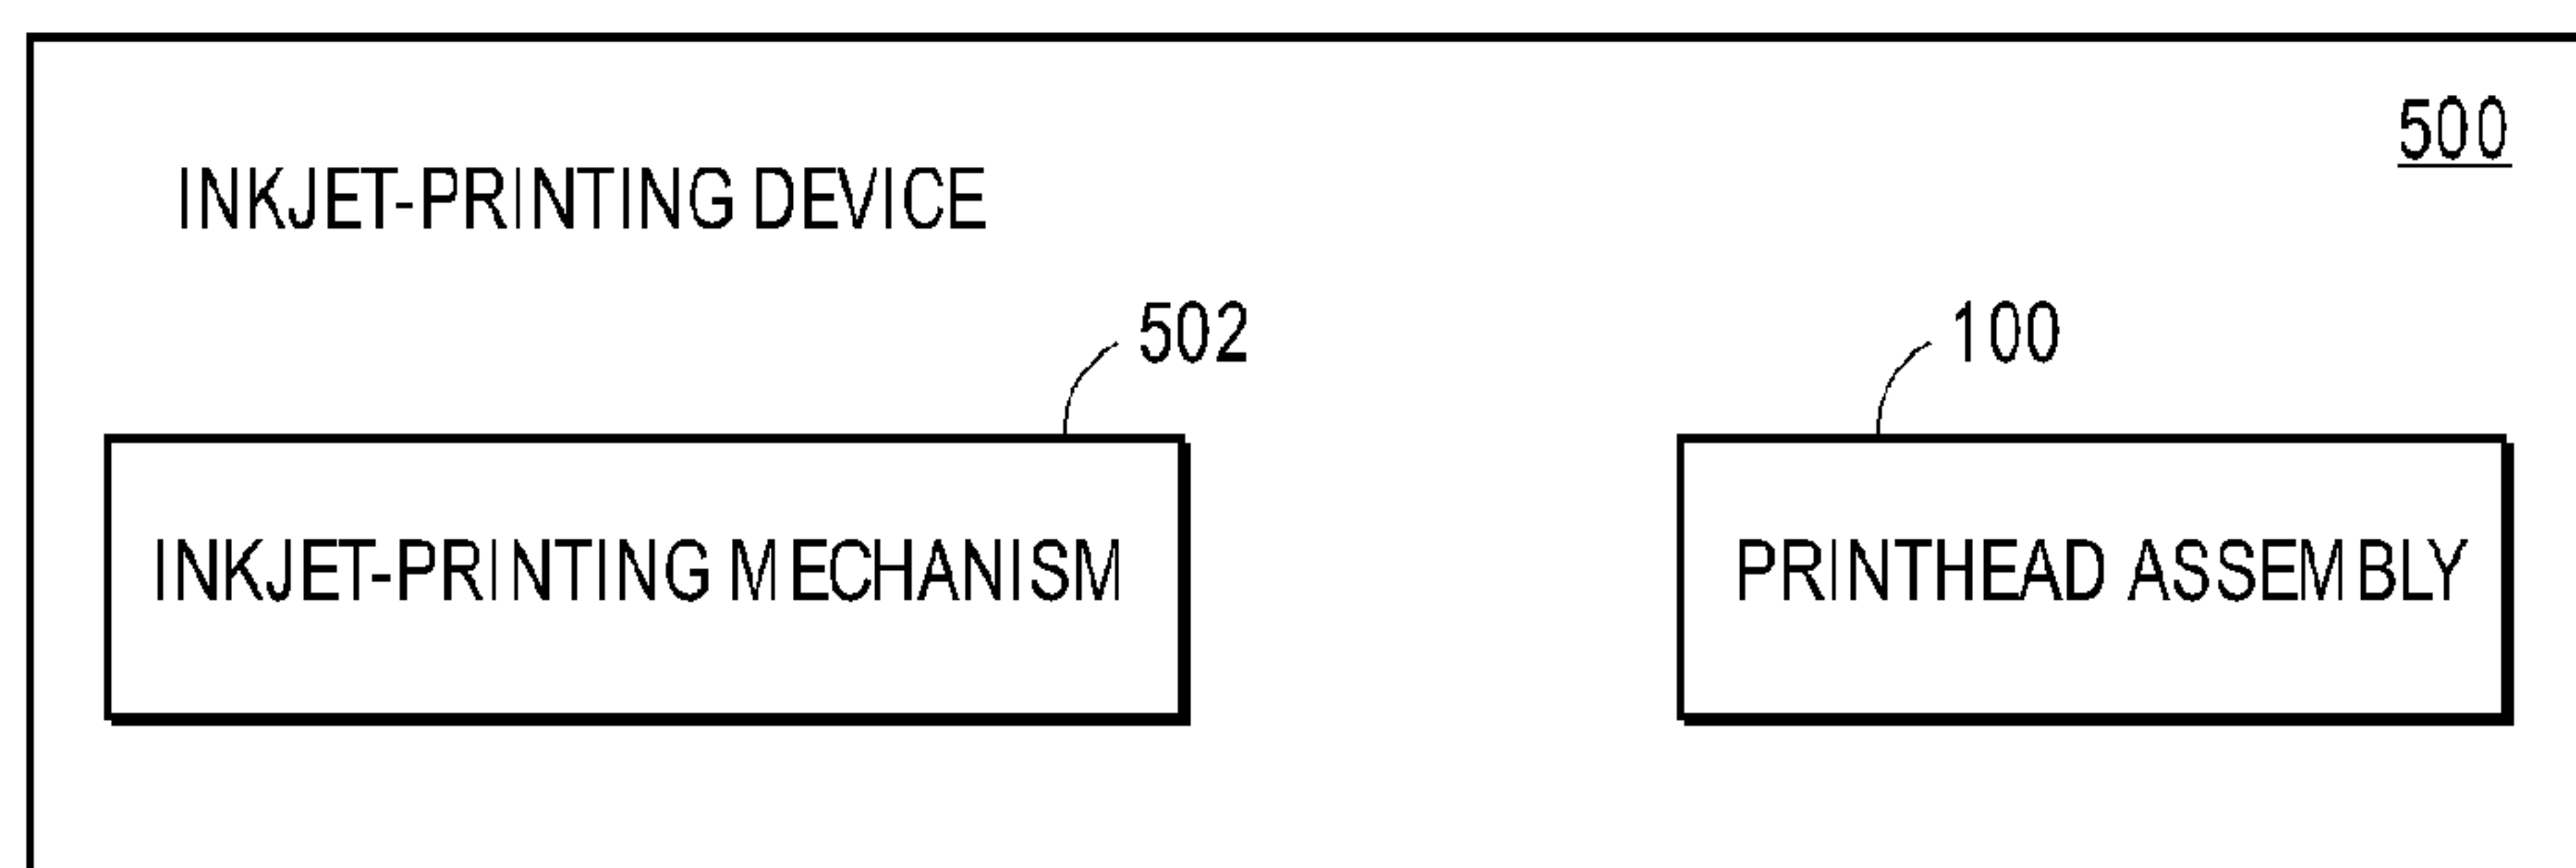 500
INKJET-PRINTING DEVICE
502
100
INKJET-PRINTING MECHANISM
PRINTHEAD ASSEMBLY